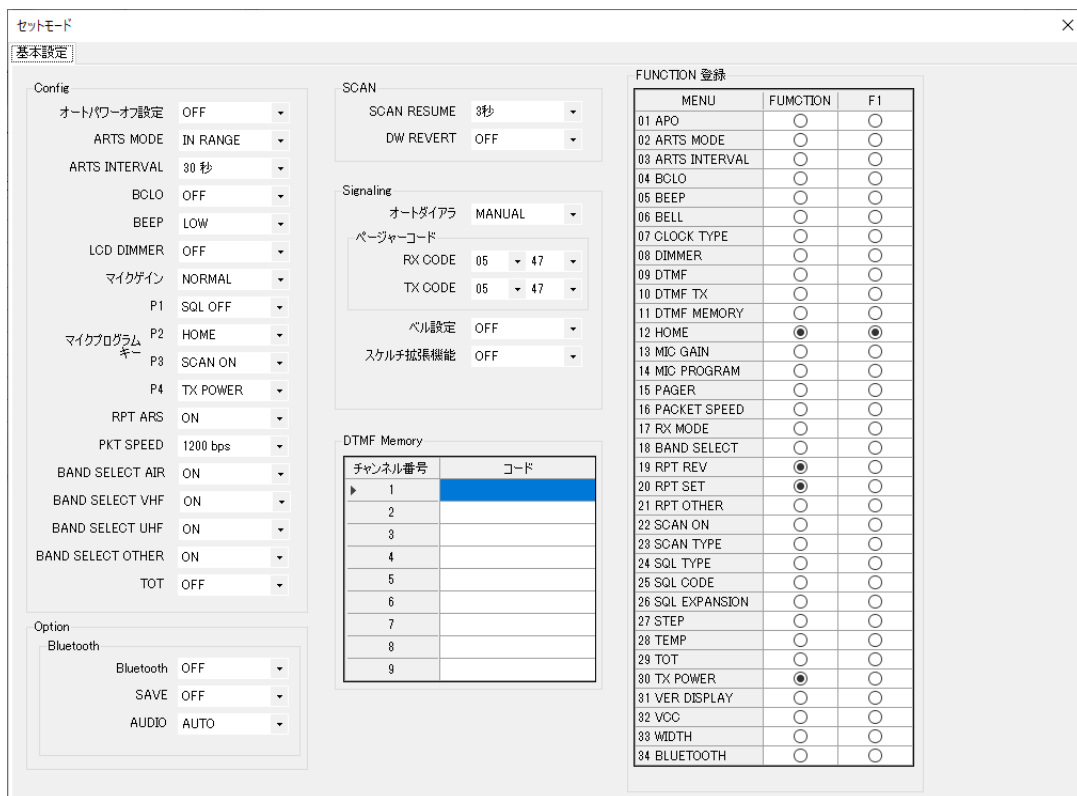 セットモード
基本設定
Config
オートパワーオフ設定 OFF
ARTS MODE IN RANGE
ARTS INTERVAL 30 秒
BCLO OFF
BEEP LOW
LCD DIMMER OFF
マイクゲイン NORMAL
マイクプログラムキー
P1 SQL OFF
P2 HOME
P3 SCAN ON
P4 TX POWER
RPT ARS ON
PKT SPEED 1200 bps
BAND SELECT AIR ON
BAND SELECT VHF ON
BAND SELECT UHF ON
BAND SELECT OTHER ON
TOT OFF
Option
Bluetooth
Bluetooth OFF
SAVE OFF
AUDIO AUTO
SCAN
SCAN RESUME 3秒
DW REVERT OFF
Signaling
オートダイアラ MANUAL
ページャーコード
RX CODE 05 47
TX CODE 05 47
ベル設定 OFF
スケルチ拡張機能 OFF
DTMF Memory
チャンネル番号 コード
1
2
3
4
5
6
7
8
9
FUNCTION 登録
MENU FUMCTION F1
01 APO
02 ARTS MODE
03 ARTS INTERVAL
04 BCLO
05 BEEP
06 BELL
07 CLOCK TYPE
08 DIMMER
09 DTMF
10 DTMF TX
11 DTMF MEMORY
12 HOME
13 MIC GAIN
14 MIC PROGRAM
15 PAGER
16 PACKET SPEED
17 RX MODE
18 BAND SELECT
19 RPT REV
20 RPT SET
21 RPT OTHER
22 SCAN ON
23 SCAN TYPE
24 SQL TYPE
25 SQL CODE
26 SQL EXPANSION
27 STEP
28 TEMP
29 TOT
30 TX POWER
31 VER DISPLAY
32 VCC
33 WIDTH
34 BLUETOOTH